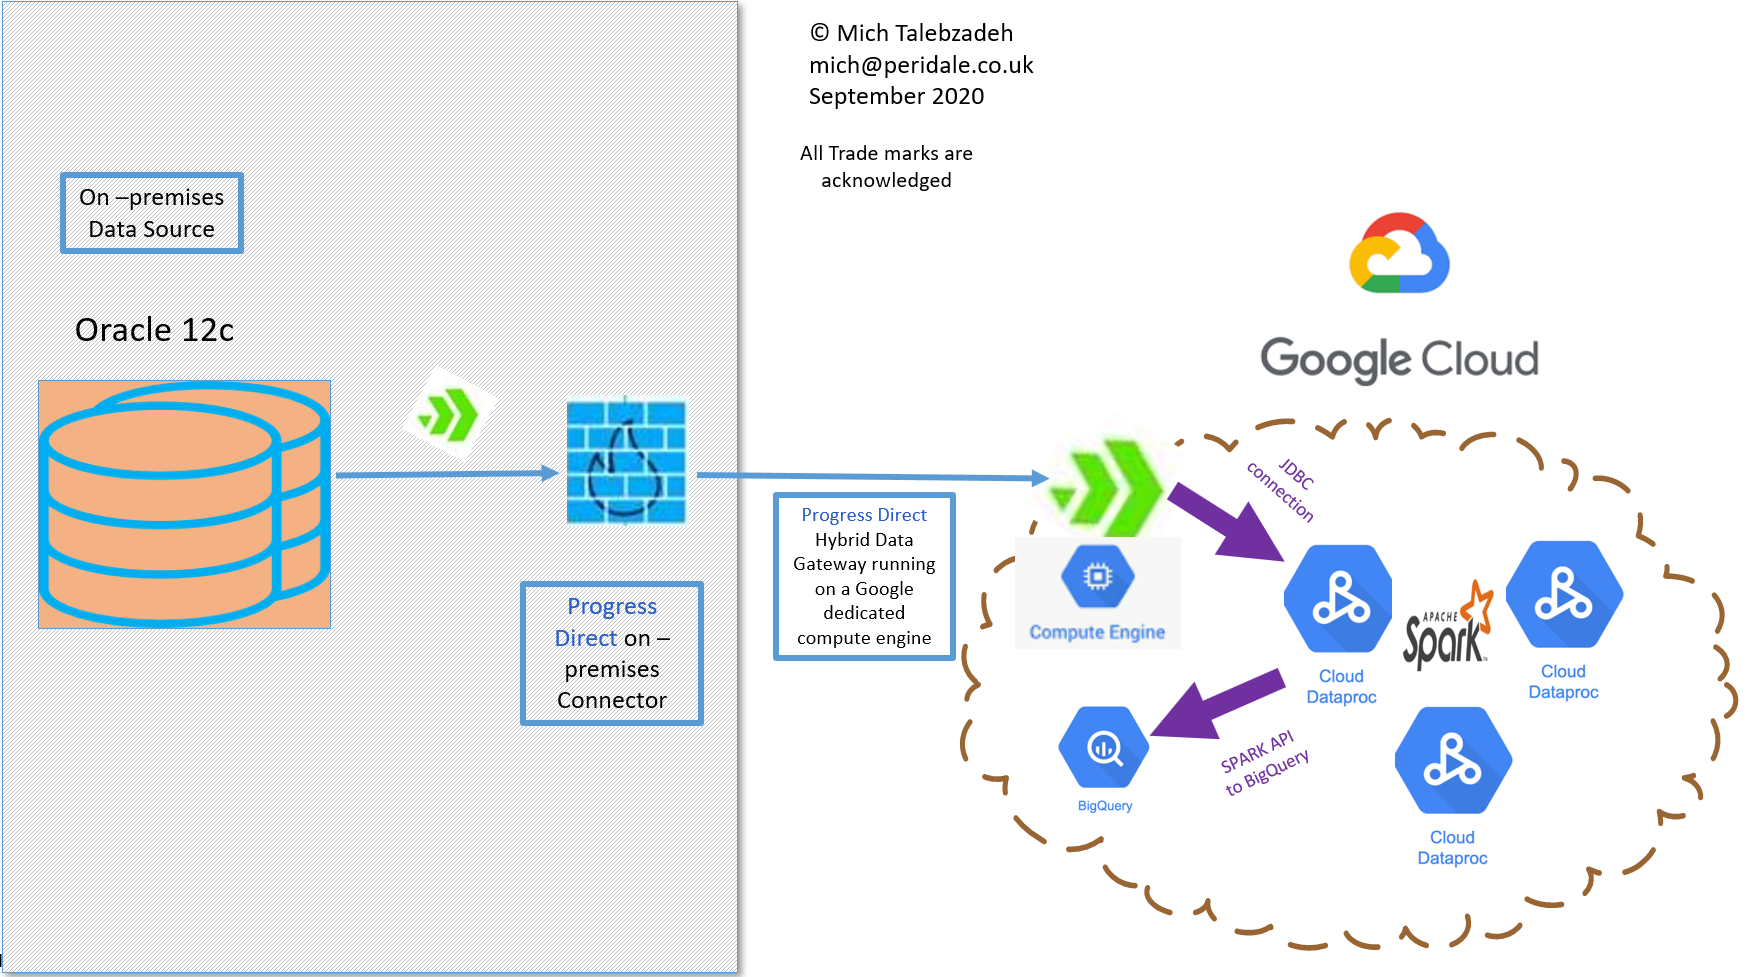 © Mich Talebzadeh
mich@peridale.co.uk
September 2020
All Trade marks are
acknowledged
On –premises
Data Source
Oracle 12c
Progress
Direct on –
premises
Connector
Progress Direct
Hybrid Data
Gateway running
on a Google
dedicated
compute engine
Google Cloud
JDBC
connection
Compute Engine
APACHE
Spark
TM
Cloud
Dataproc
Cloud
Dataproc
Cloud
Dataproc
SPARK API
to BigQuery
BigQuery